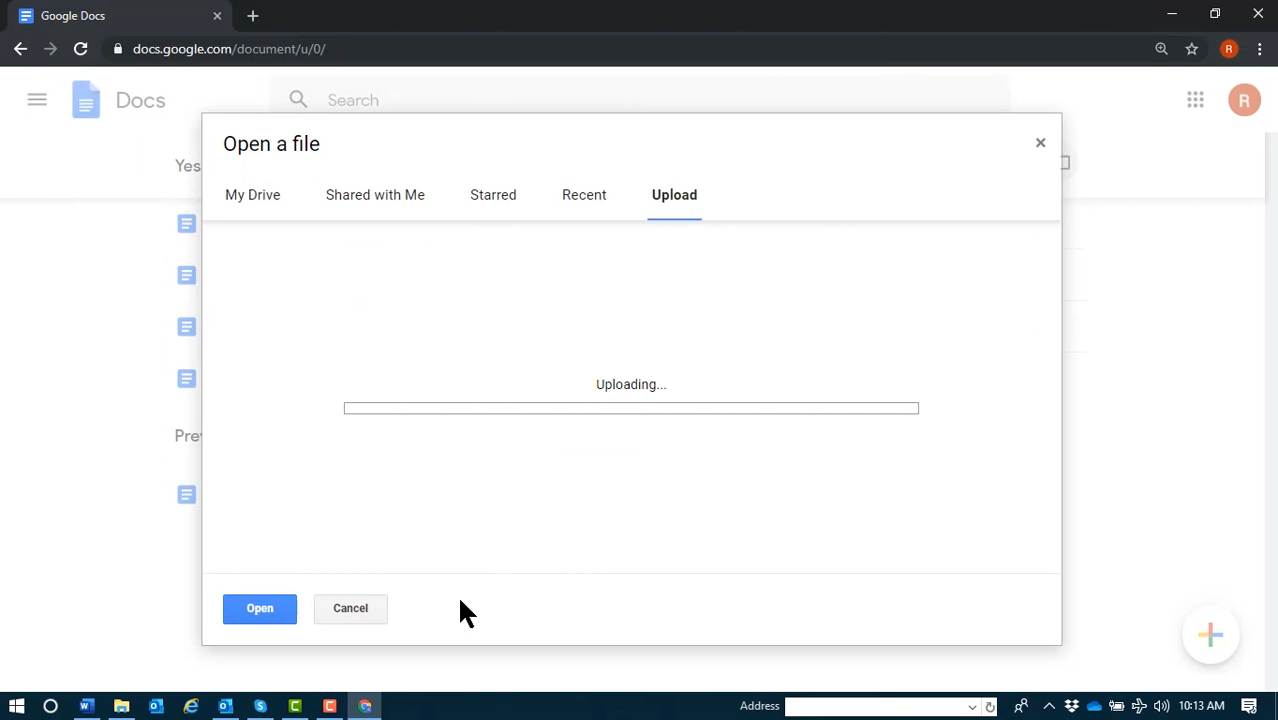 Google Docs
docs.google.com/document/u/0/
R
Docs
Search
R
Open a file
Yes
My Drive
Shared with Me
Starred
Recent
Upload
Uploading...
Pre
Open
Cancel
Address
10:13 AM